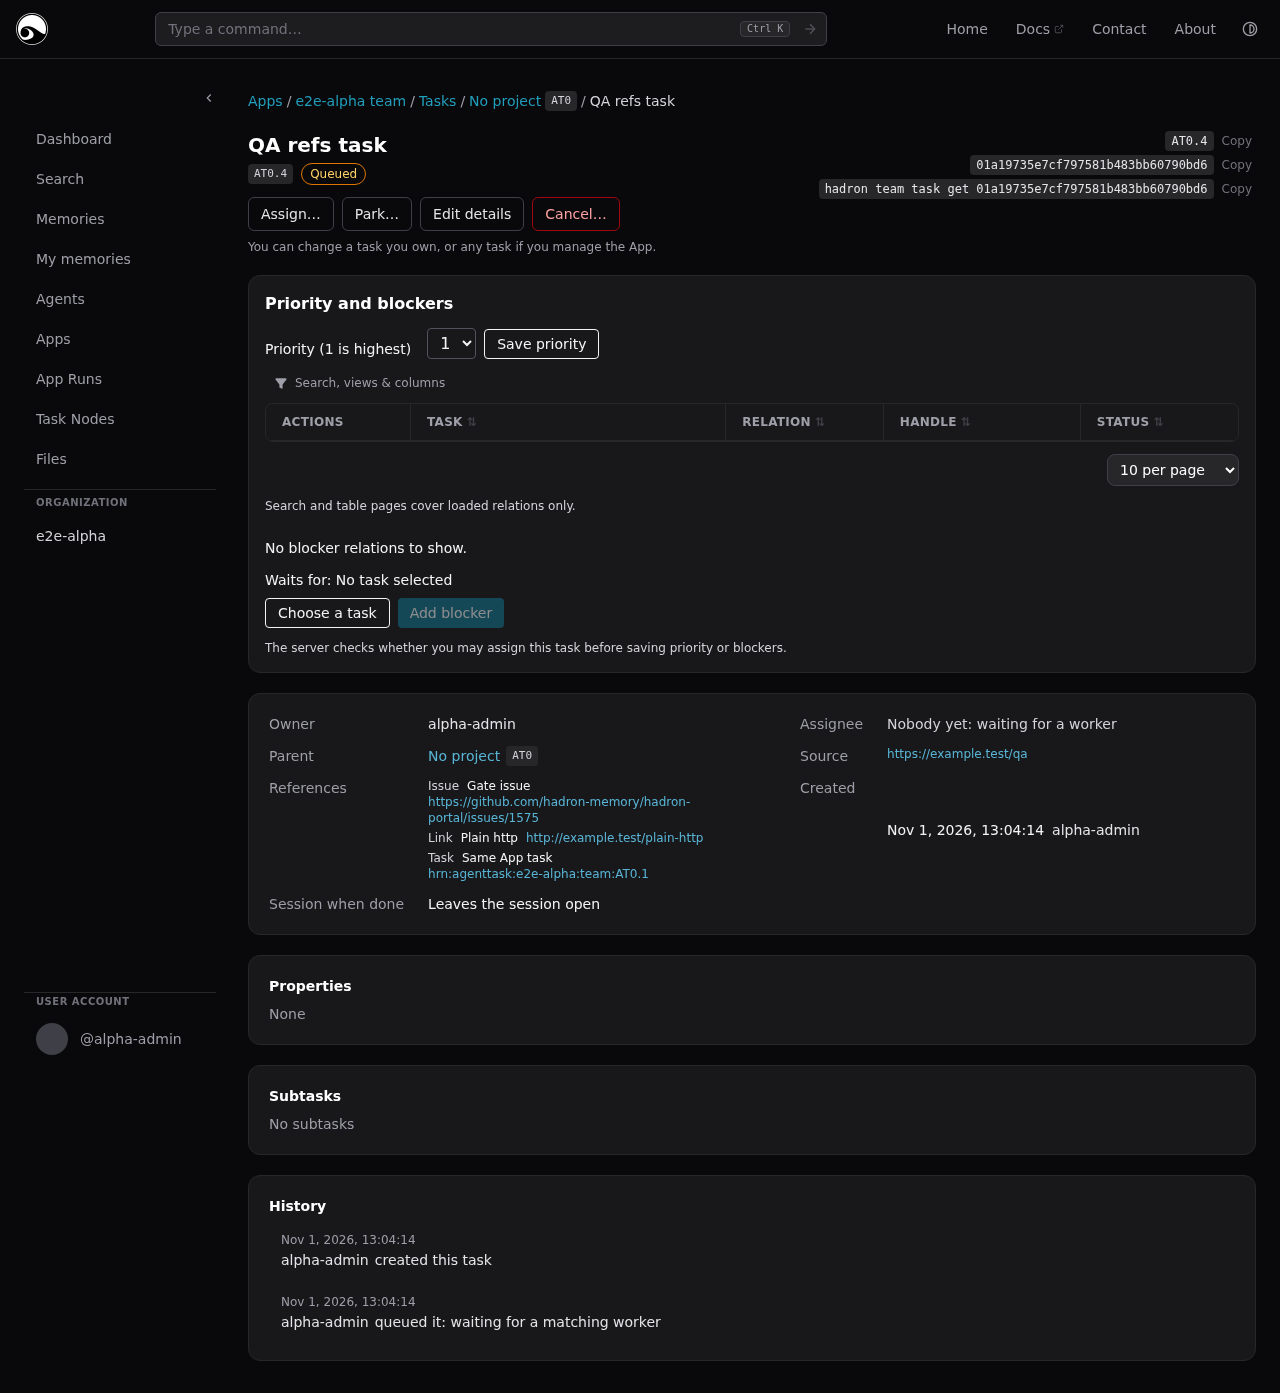 Type a command... Ctrl K
Home Docs Contact About
Apps / e2e-alpha team / Tasks / No project AT0 / QA refs task
Dashboard
Search
Memories
My memories
Agents
Apps
App Runs
Task Nodes
Files
ORGANIZATION
e2e-alpha
USER ACCOUNT
@alpha-admin
QA refs task
AT0.4 Queued
AT0.4 Copy
01a19735e7cf797581b483bb60790bd6 Copy
hadron team task get 01a19735e7cf797581b483bb60790bd6 Copy
Assign... Park... Edit details Cancel...
You can change a task you own, or any task if you manage the App.
Priority and blockers
Priority (1 is highest) 1 Save priority
Search, views & columns
ACTIONS TASK RELATION HANDLE STATUS
10 per page
Search and table pages cover loaded relations only.
No blocker relations to show.
Waits for: No task selected
Choose a task Add blocker
The server checks whether you may assign this task before saving priority or blockers.
Owner alpha-admin
Assignee Nobody yet: waiting for a worker
Parent No project AT0
Source https://example.test/qa
References Issue Gate issue
https://github.com/hadron-memory/hadron-
portal/issues/1575
Link Plain http http://example.test/plain-http
Task Same App task
hrn:agenttask:e2e-alpha:team:AT0.1
Created
Nov 1, 2026, 13:04:14 alpha-admin
Session when done Leaves the session open
Properties
None
Subtasks
No subtasks
History
Nov 1, 2026, 13:04:14
alpha-admin created this task
Nov 1, 2026, 13:04:14
alpha-admin queued it: waiting for a matching worker